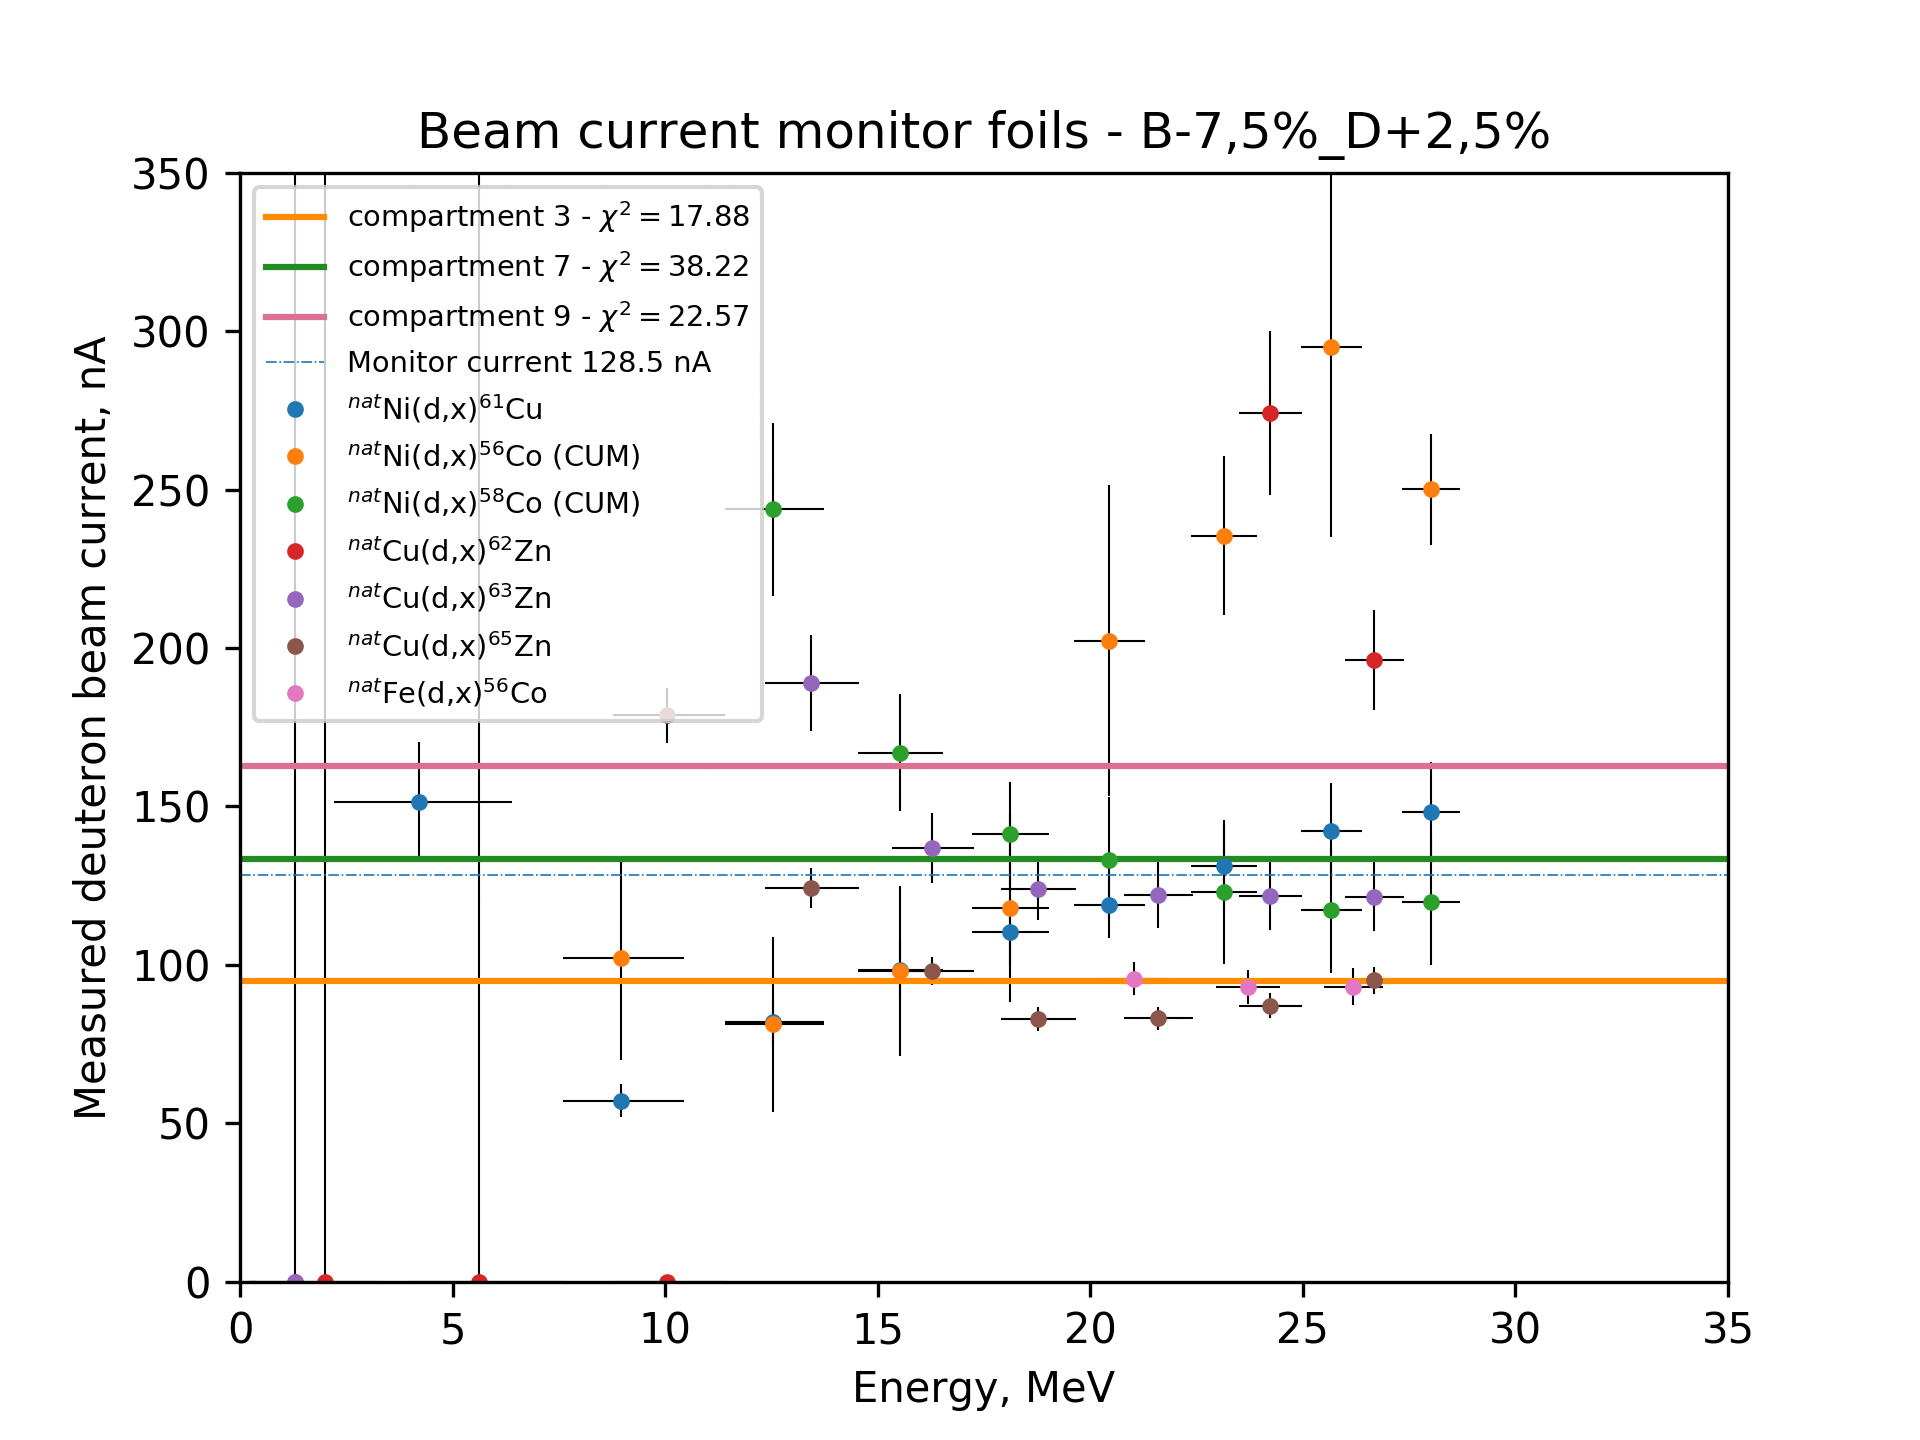 Beam current monitor foils - B-7,5%_D+2,5%
Measured deuteron beam current, nA
350
300
250
200
150
100
50
0
compartment 3 - χ² = 17.88
compartment 7 - χ² = 38.22
compartment 9 - χ² = 22.57
Monitor current 128.5 nA
ⁿᵃᵗNi(d,x)⁶¹Cu
ⁿᵃᵗNi(d,x)⁵⁶Co (CUM)
ⁿᵃᵗNi(d,x)⁵⁸Co (CUM)
ⁿᵃᵗCu(d,x)⁶²Zn
ⁿᵃᵗCu(d,x)⁶³Zn
ⁿᵃᵗCu(d,x)⁶⁵Zn
ⁿᵃᵗFe(d,x)⁵⁶Co
0 5 10 15 20 25 30 35
Energy, MeV